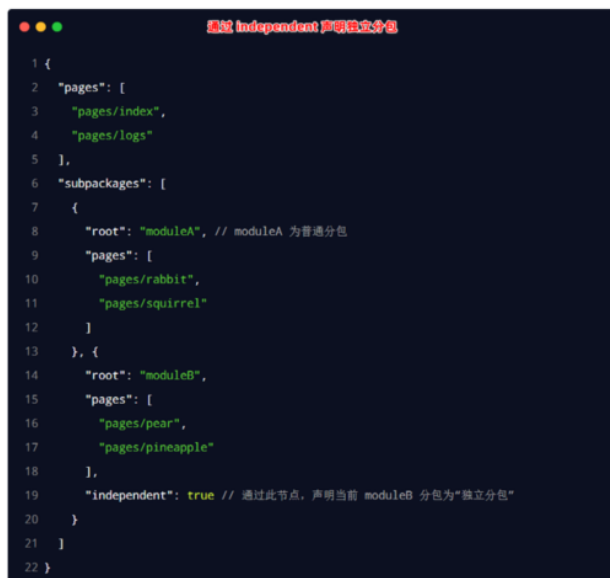 通过 independent 声明独立分包
1 {
2 "pages": [
3 "pages/index",
4 "pages/logs"
5 ],
6 "subpackages": [
7 {
8 "root": "moduleA", // moduleA 为普通分包
9 "pages": [
10 "pages/rabbit",
11 "pages/squirrel"
12 ]
13 }, {
14 "root": "moduleB",
15 "pages": [
16 "pages/pear",
17 "pages/pineapple"
18 ],
19 "independent": true // 通过此节点，声明当前 moduleB 分包为“独立分包”
20 }
21 ]
22 }